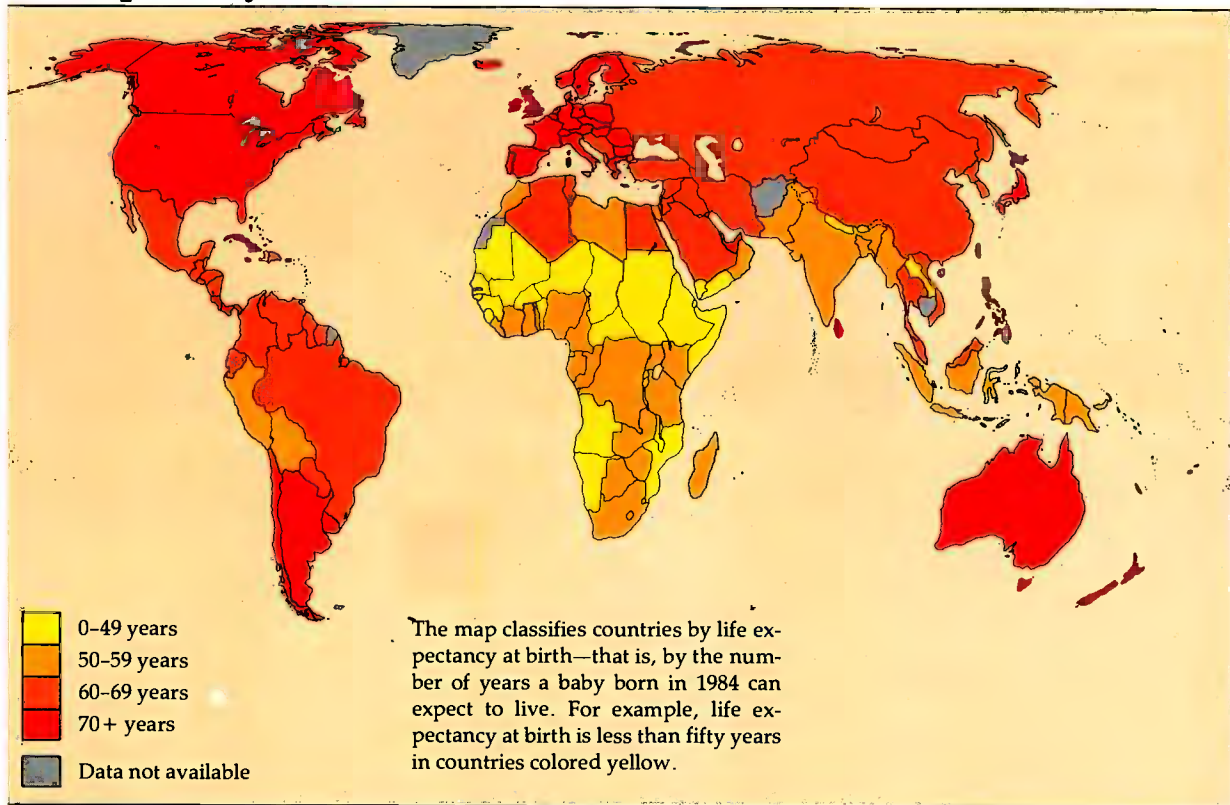 0–49 years
50–59 years
60–69 years
70+ years
Data not available
The map classifies countries by life ex-
pectancy at birth—that is, by the num-
ber of years a baby born in 1984 can
expect to live. For example, life ex-
pectancy at birth is less than fifty years
in countries colored yellow.